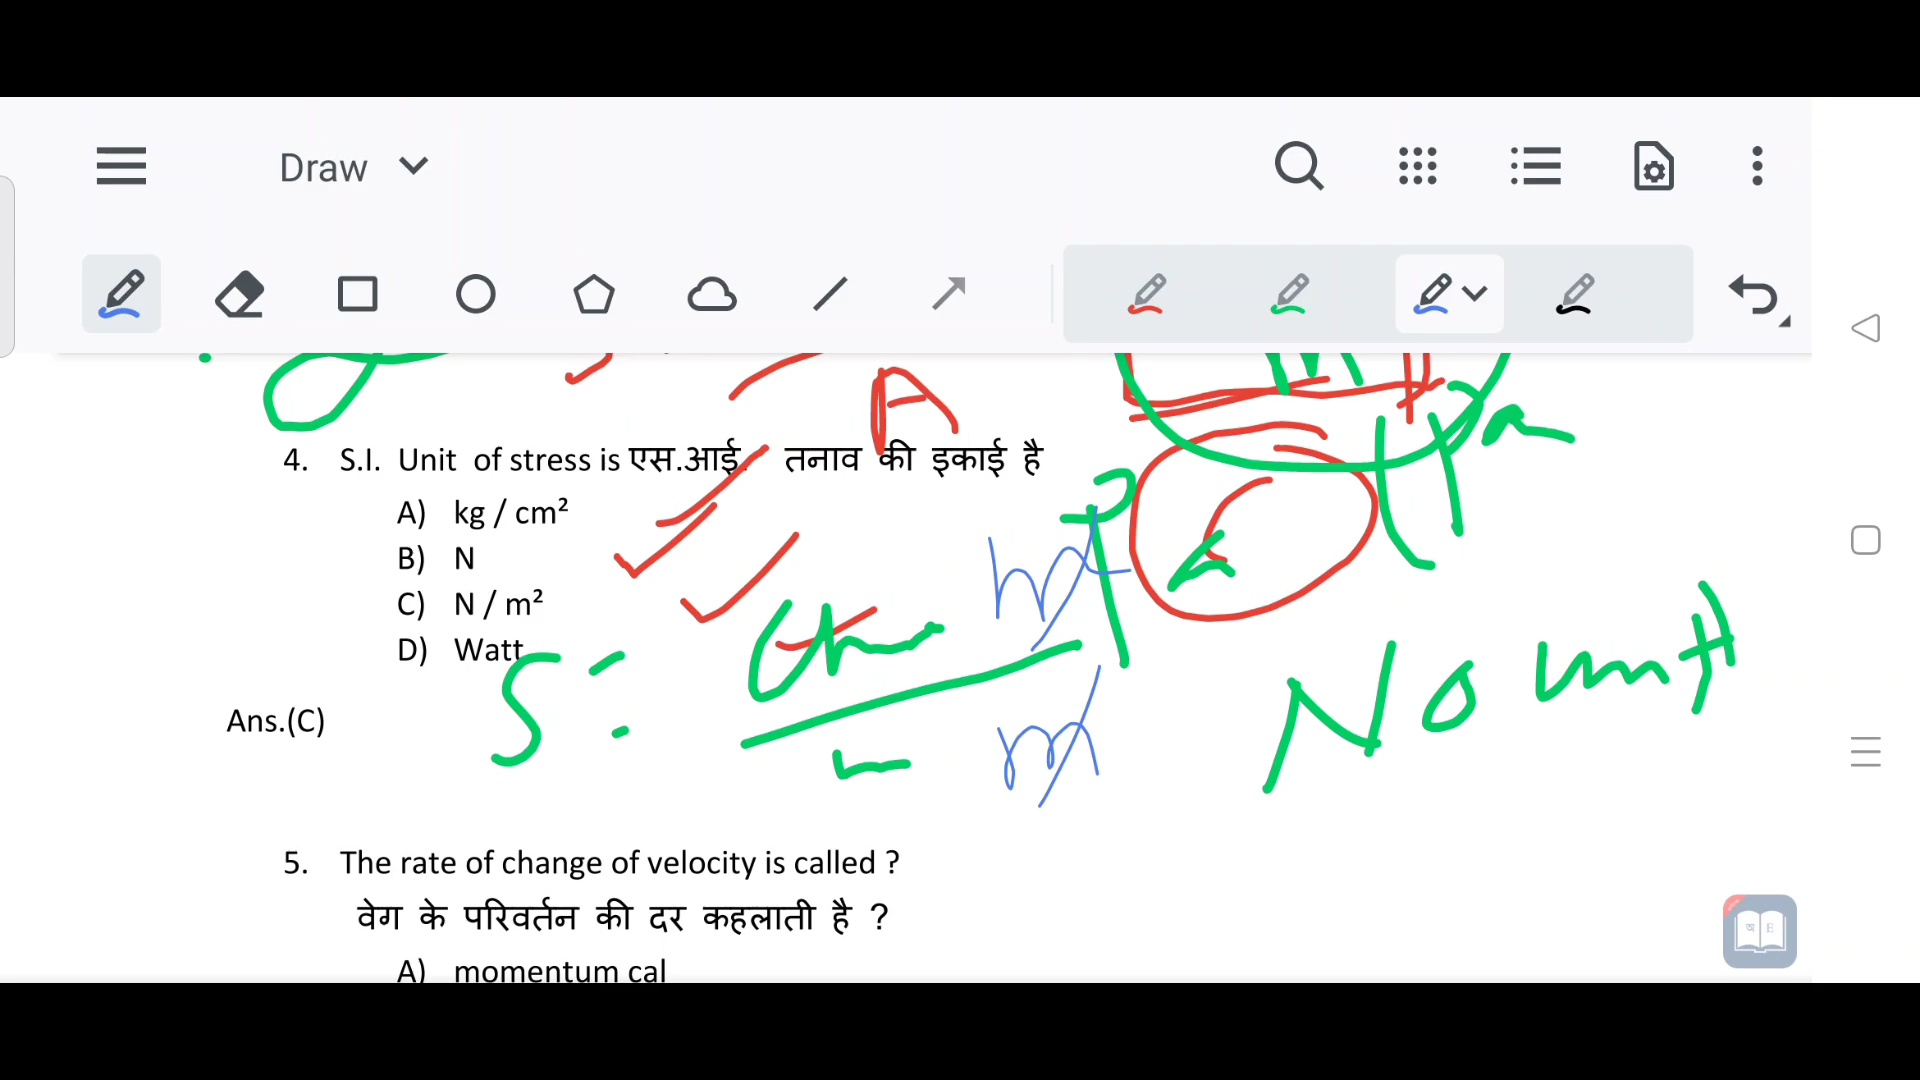 Draw
A
4. S.I. Unit of stress is एस.आई. तनाव की इकाई है
A) kg / cm²
B) N
C) N / m²
D) Watt
Ans.(C)
m
m
No unit
5. The rate of change of velocity is called ?
वेग के परिवर्तन की दर कहलाती है ?
A) momentum cal